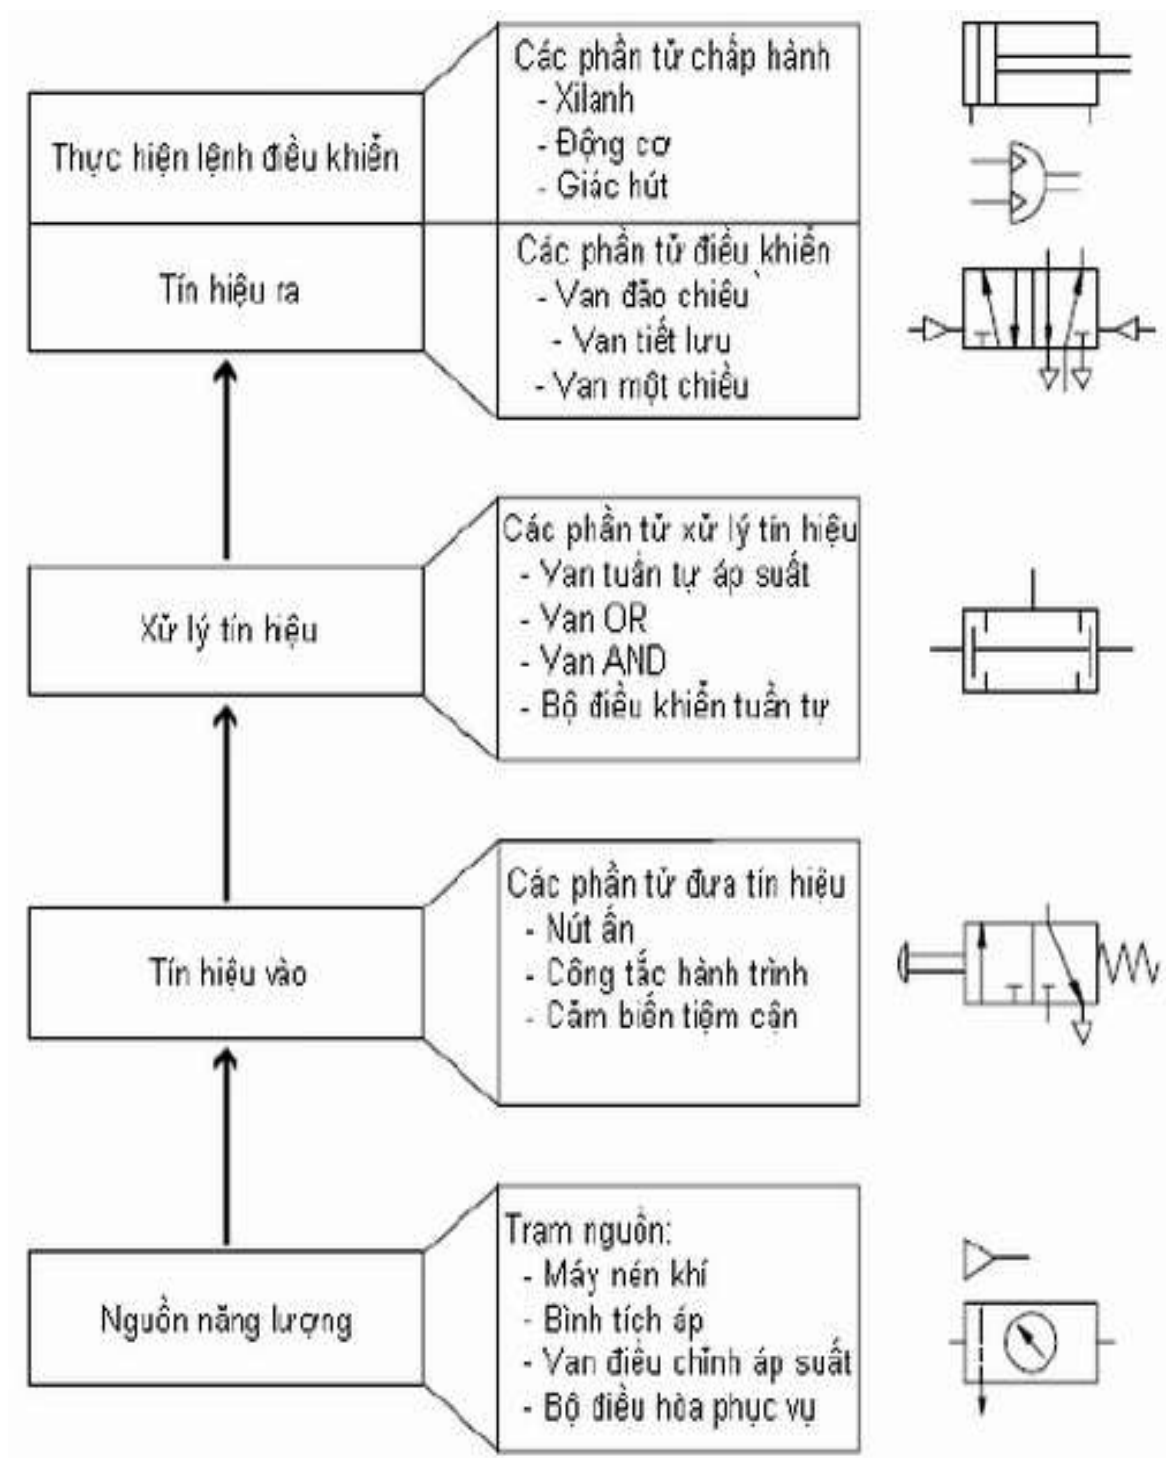 Các phần tử chấp hành
- Xilanh
- Động cơ
- Giác hút
Thực hiện lệnh điều khiển
Các phần tử điều khiển
- Van đảo chiều
- Van tiết lưu
- Van một chiều
Tín hiệu ra
Các phần tử xử lý tín hiệu
- Van tuần tự áp suất
- Van OR
- Van AND
- Bộ điều khiển tuần tự
Xử lý tín hiệu
Các phần tử đưa tín hiệu
- Nút ấn
- Công tắc hành trình
- Cảm biến tiệm cận
Tín hiệu vào
Trạm nguồn:
- Máy nén khí
- Bình tích áp
- Van điều chỉnh áp suất
- Bộ điều hòa phục vụ
Nguồn năng lượng